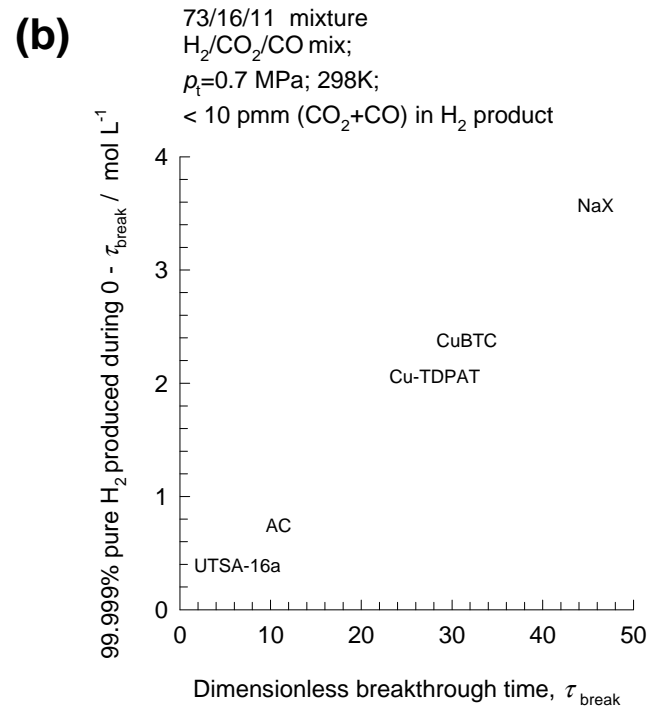 (b)
73/16/11 mixture
H2/CO2/CO mix;
pt=0.7 MPa; 298K;
< 10 pmm (CO2+CO) in H2 product
99.999% pure H2 produced during 0 - τbreak / mol L-1
4
3
2
1
0
NaX
CuBTC
Cu-TDPAT
AC
UTSA-16a
0 10 20 30 40 50
Dimensionless breakthrough time, τbreak